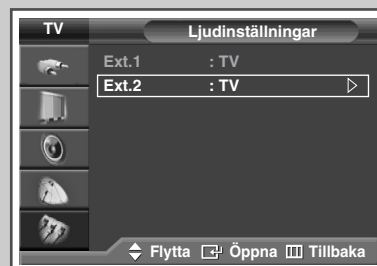 TV
Ljudinställningar
Ext.1 : TV
Ext.2 : TV
Flytta Öppna Tillbaka